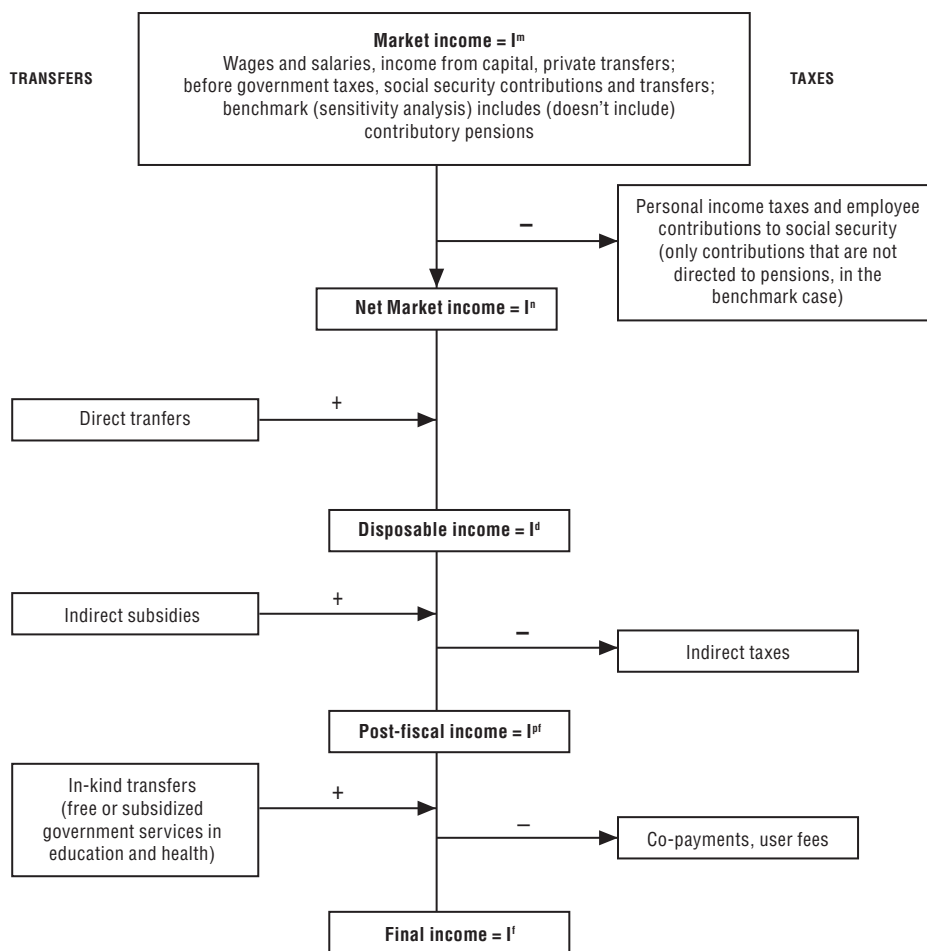 Market income = Iᵐ
Wages and salaries, income from capital, private transfers;
TRANSFERS
TAXES
before government taxes, social security contributions and transfers;
benchmark (sensitivity analysis) includes (doesn't include)
contributory pensions
–
Personal income taxes and employee
contributions to social security
(only contributions that are not
directed to pensions, in the
benchmark case)
Net Market income = Iⁿ
+
Direct tranfers
Disposable income = Iᵈ
+
Indirect subsidies
–
Indirect taxes
Post-fiscal income = Iᵖᶠ
In-kind transfers
(free or subsidized
government services in
education and health)
+
–
Co-payments, user fees
Final income = Iᶠ